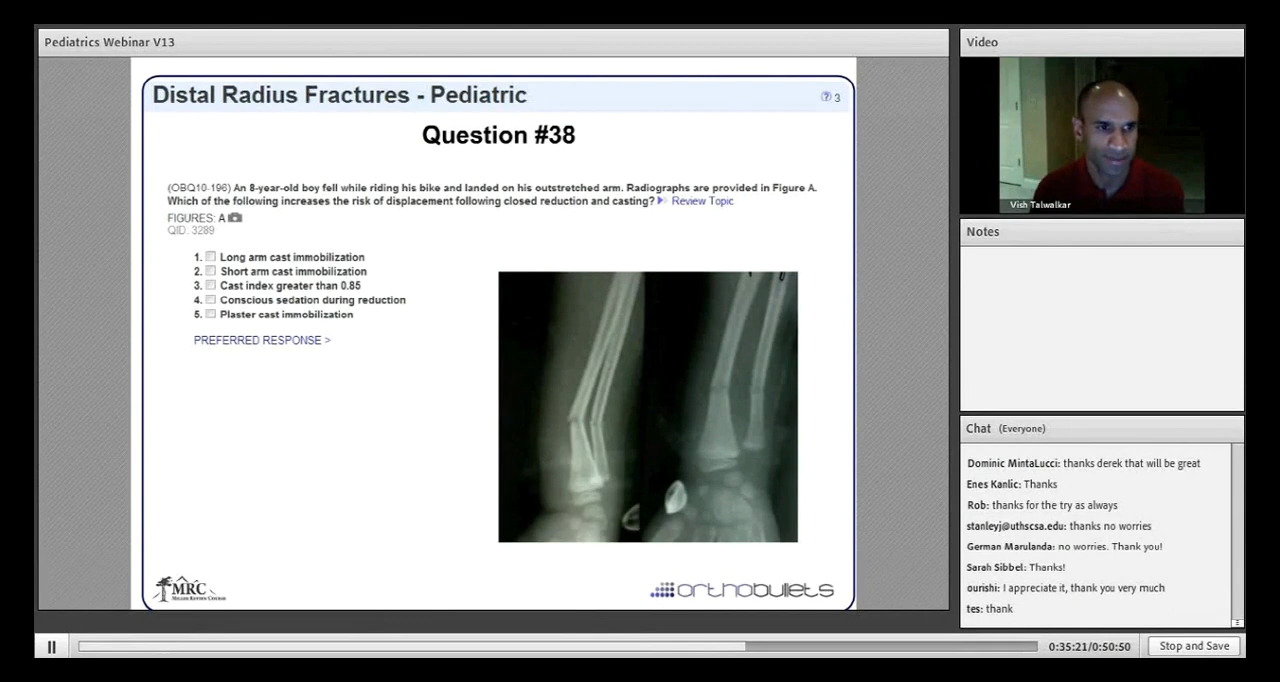 Pediatrics Webinar V13
Distal Radius Fractures - Pediatric
3
Question #38
(OBQ10-196) An 8-year-old boy fell while riding his bike and landed on his outstretched arm. Radiographs are provided in Figure A.
Which of the following increases the risk of displacement following closed reduction and casting? Review Topic
FIGURES: A
QID. 3289
1. Long arm cast immobilization
2. Short arm cast immobilization
3. Cast index greater than 0.85
4. Conscious sedation during reduction
5. Plaster cast immobilization
PREFERRED RESPONSE >
MRC
MILLER REVIEW COURSE
orthobullets
Video
Vish Talwalkar
Notes
Chat (Everyone)
Dominic MintaLucci: thanks derek that will be great
Enes Kanlic: Thanks
Rob: thanks for the try as always
stanleyj@uthscsa.edu: thanks no worries
German Marulanda: no worries. Thank you!
Sarah Sibbel: Thanks!
ourishi: I appreciate it, thank you very much
tes: thank
0:35:21/0:50:50
Stop and Save